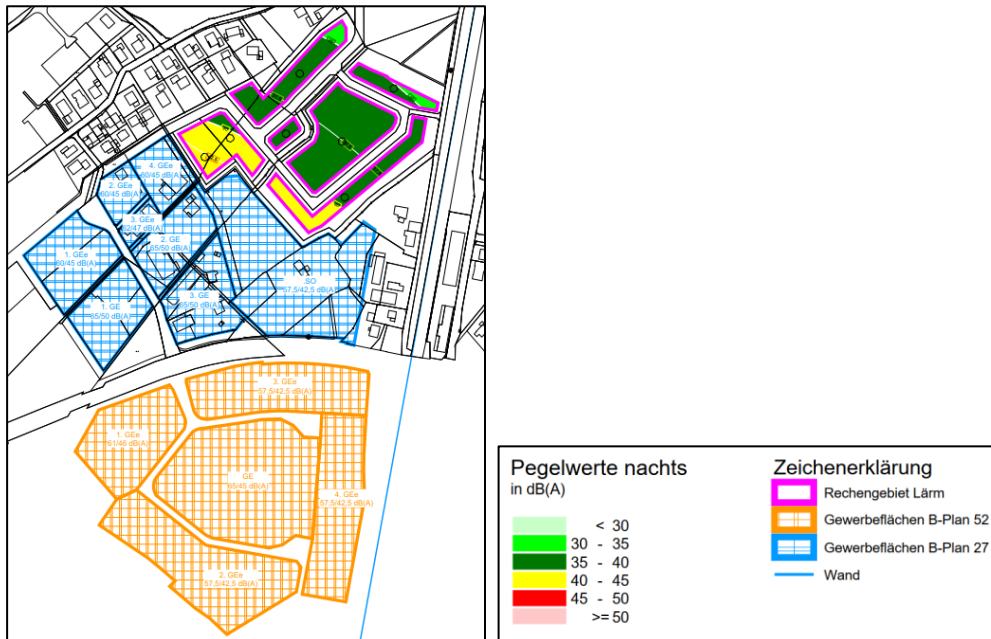 4. GEe
60/45 dB(A)
2. GEe
60/45 dB(A)
3. GEe
62/47 dB(A)
2. GE
65/50 dB(A)
1. GEe
60/45 dB(A)
1. GE
65/50 dB(A)
3. GE
65/50 dB(A)
.SO
57,5/42,5 dB(A)
3. GEe
57,5/42,5 dB(A)
1. GEe
61/46 dB(A)
GE
65/45 dB(A)
4. GEe
57,5/42,5 dB(A)
2. GEe
57,5/42,5 dB(A)
Pegelwerte nachts
in dB(A)
< 30
30 - 35
35 - 40
40 - 45
45 - 50
>= 50
Zeichenerklärung
Rechengebiet Lärm
Gewerbeflächen B-Plan 52
Gewerbeflächen B-Plan 27
Wand